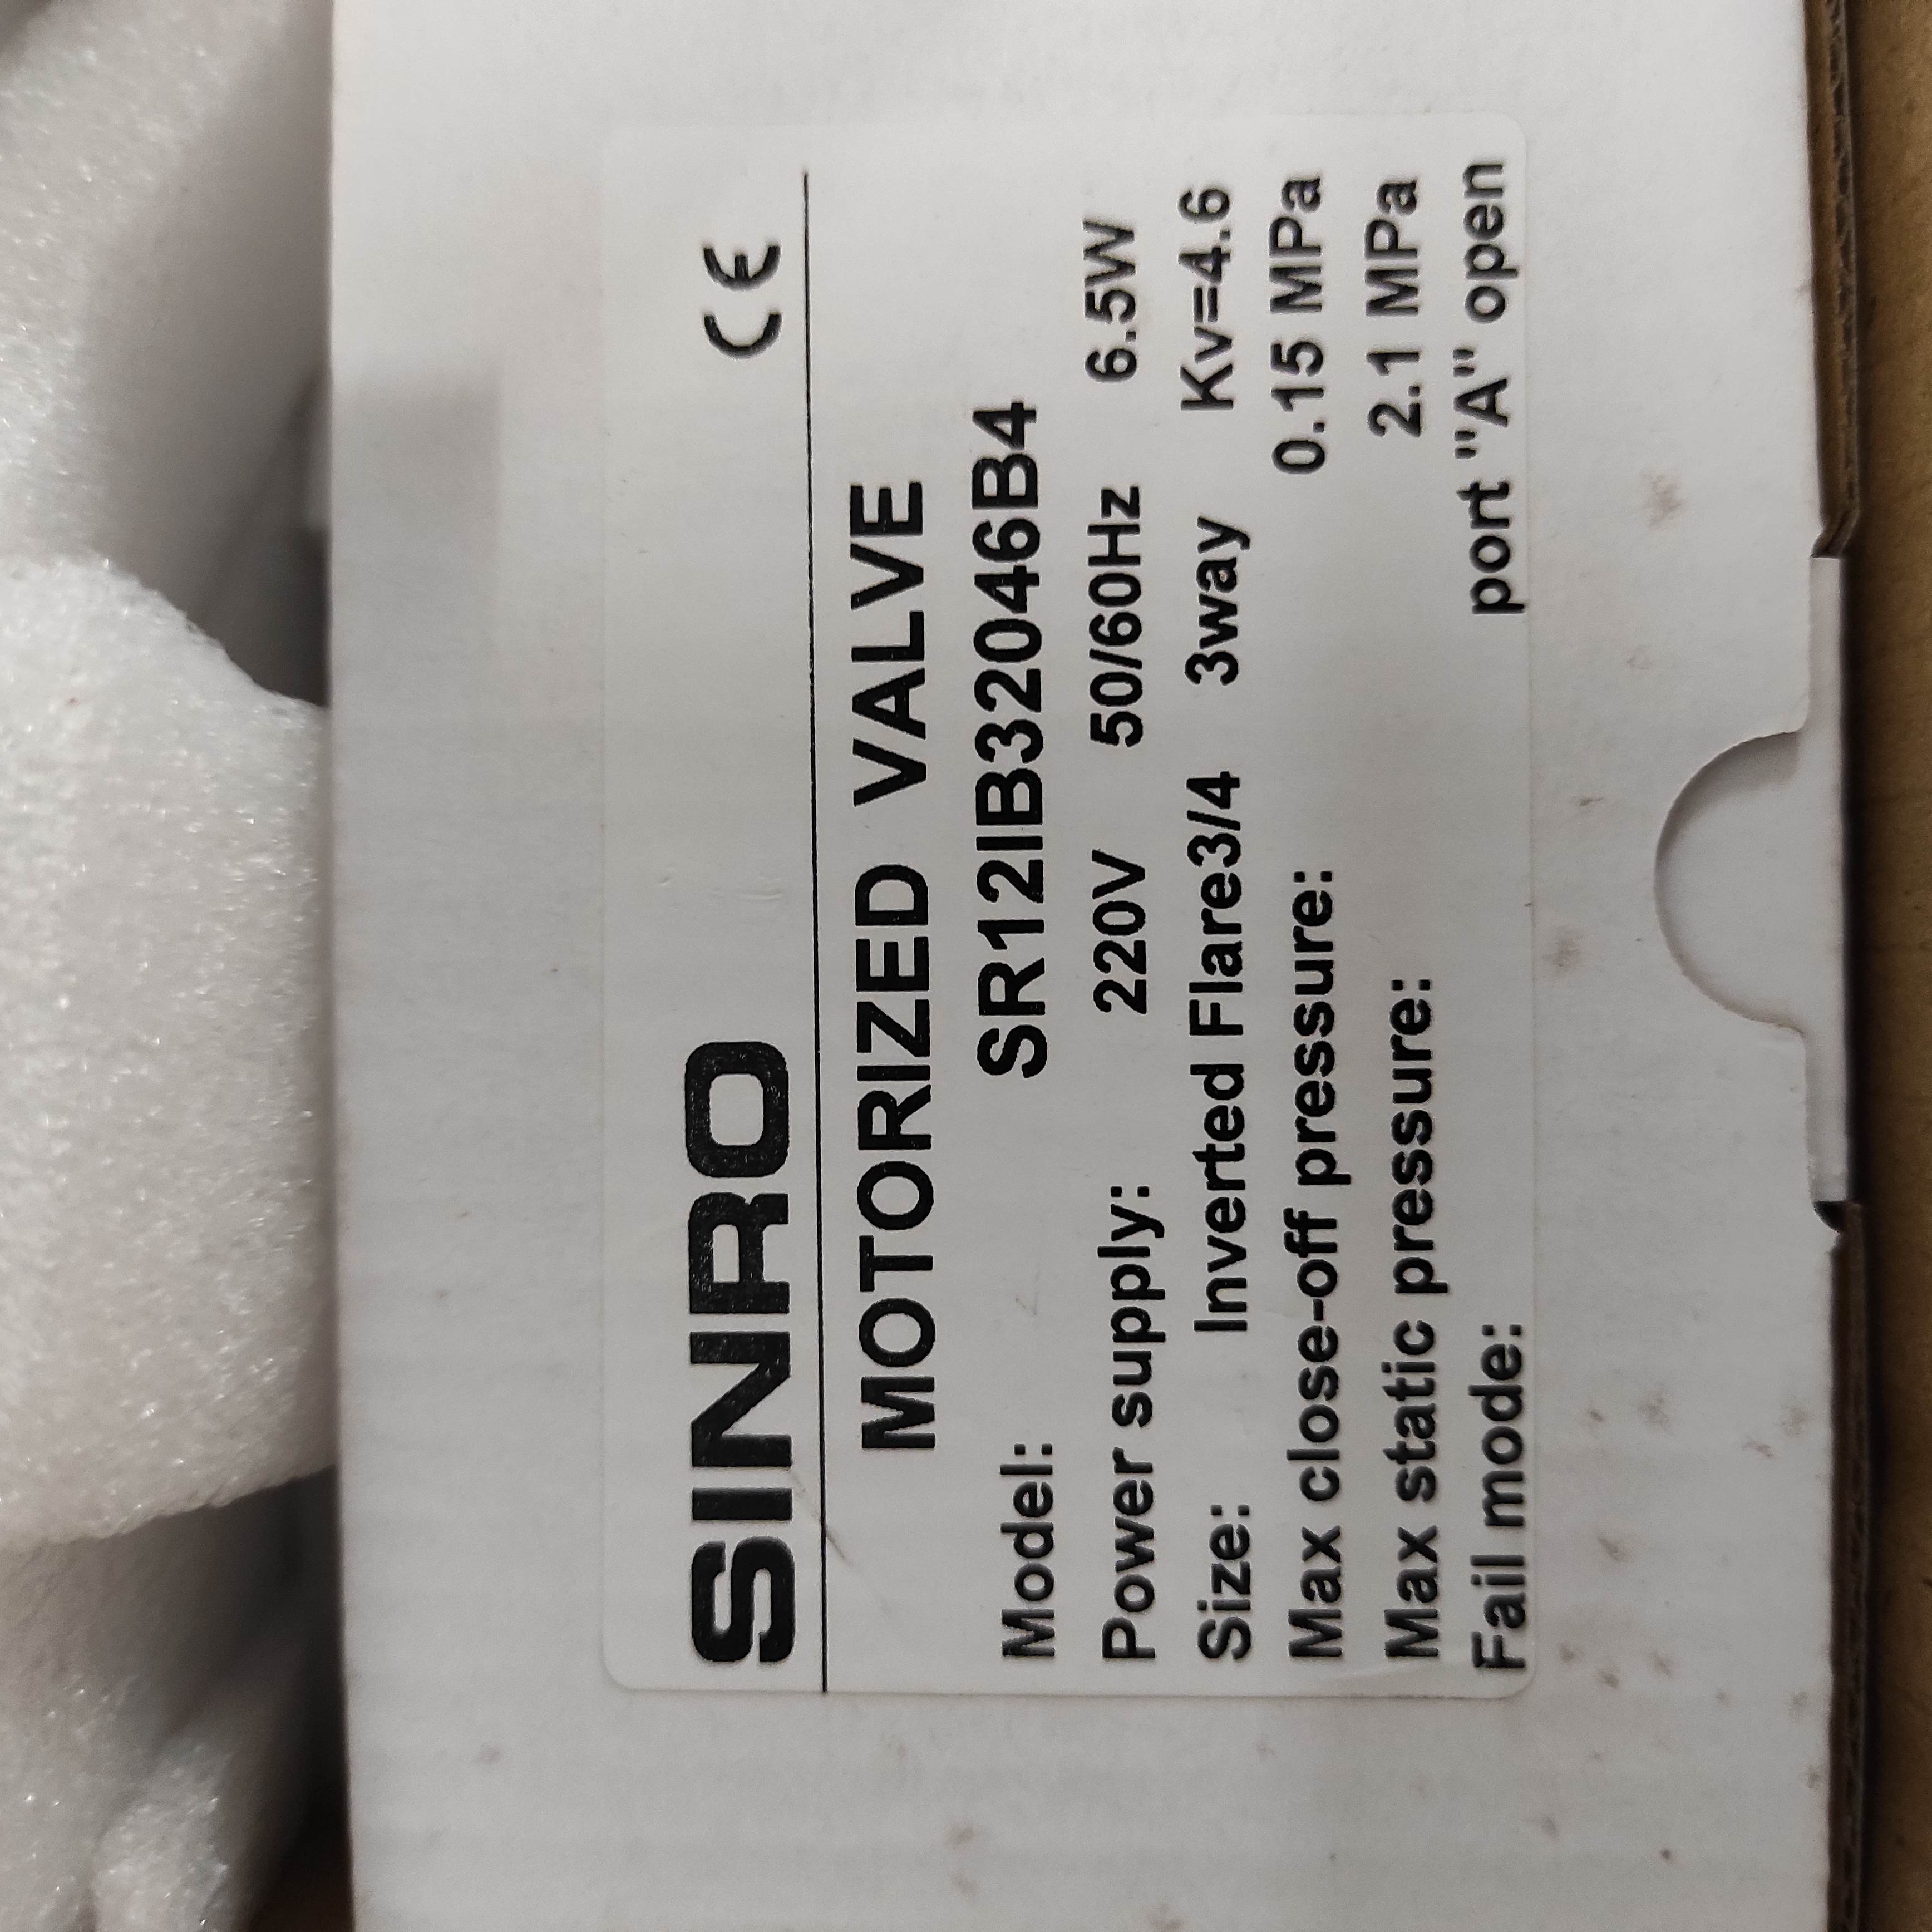 SINRO CE
MOTORIZED VALVE
Model: SR12IB32046B4
Power supply: 220V 50/60Hz 6.5W
Size: Inverted Flare3/4 3way Kv=4.6
Max close-off pressure: 0.15 MPa
Max static pressure: 2.1 MPa
Fail mode: port "A" open